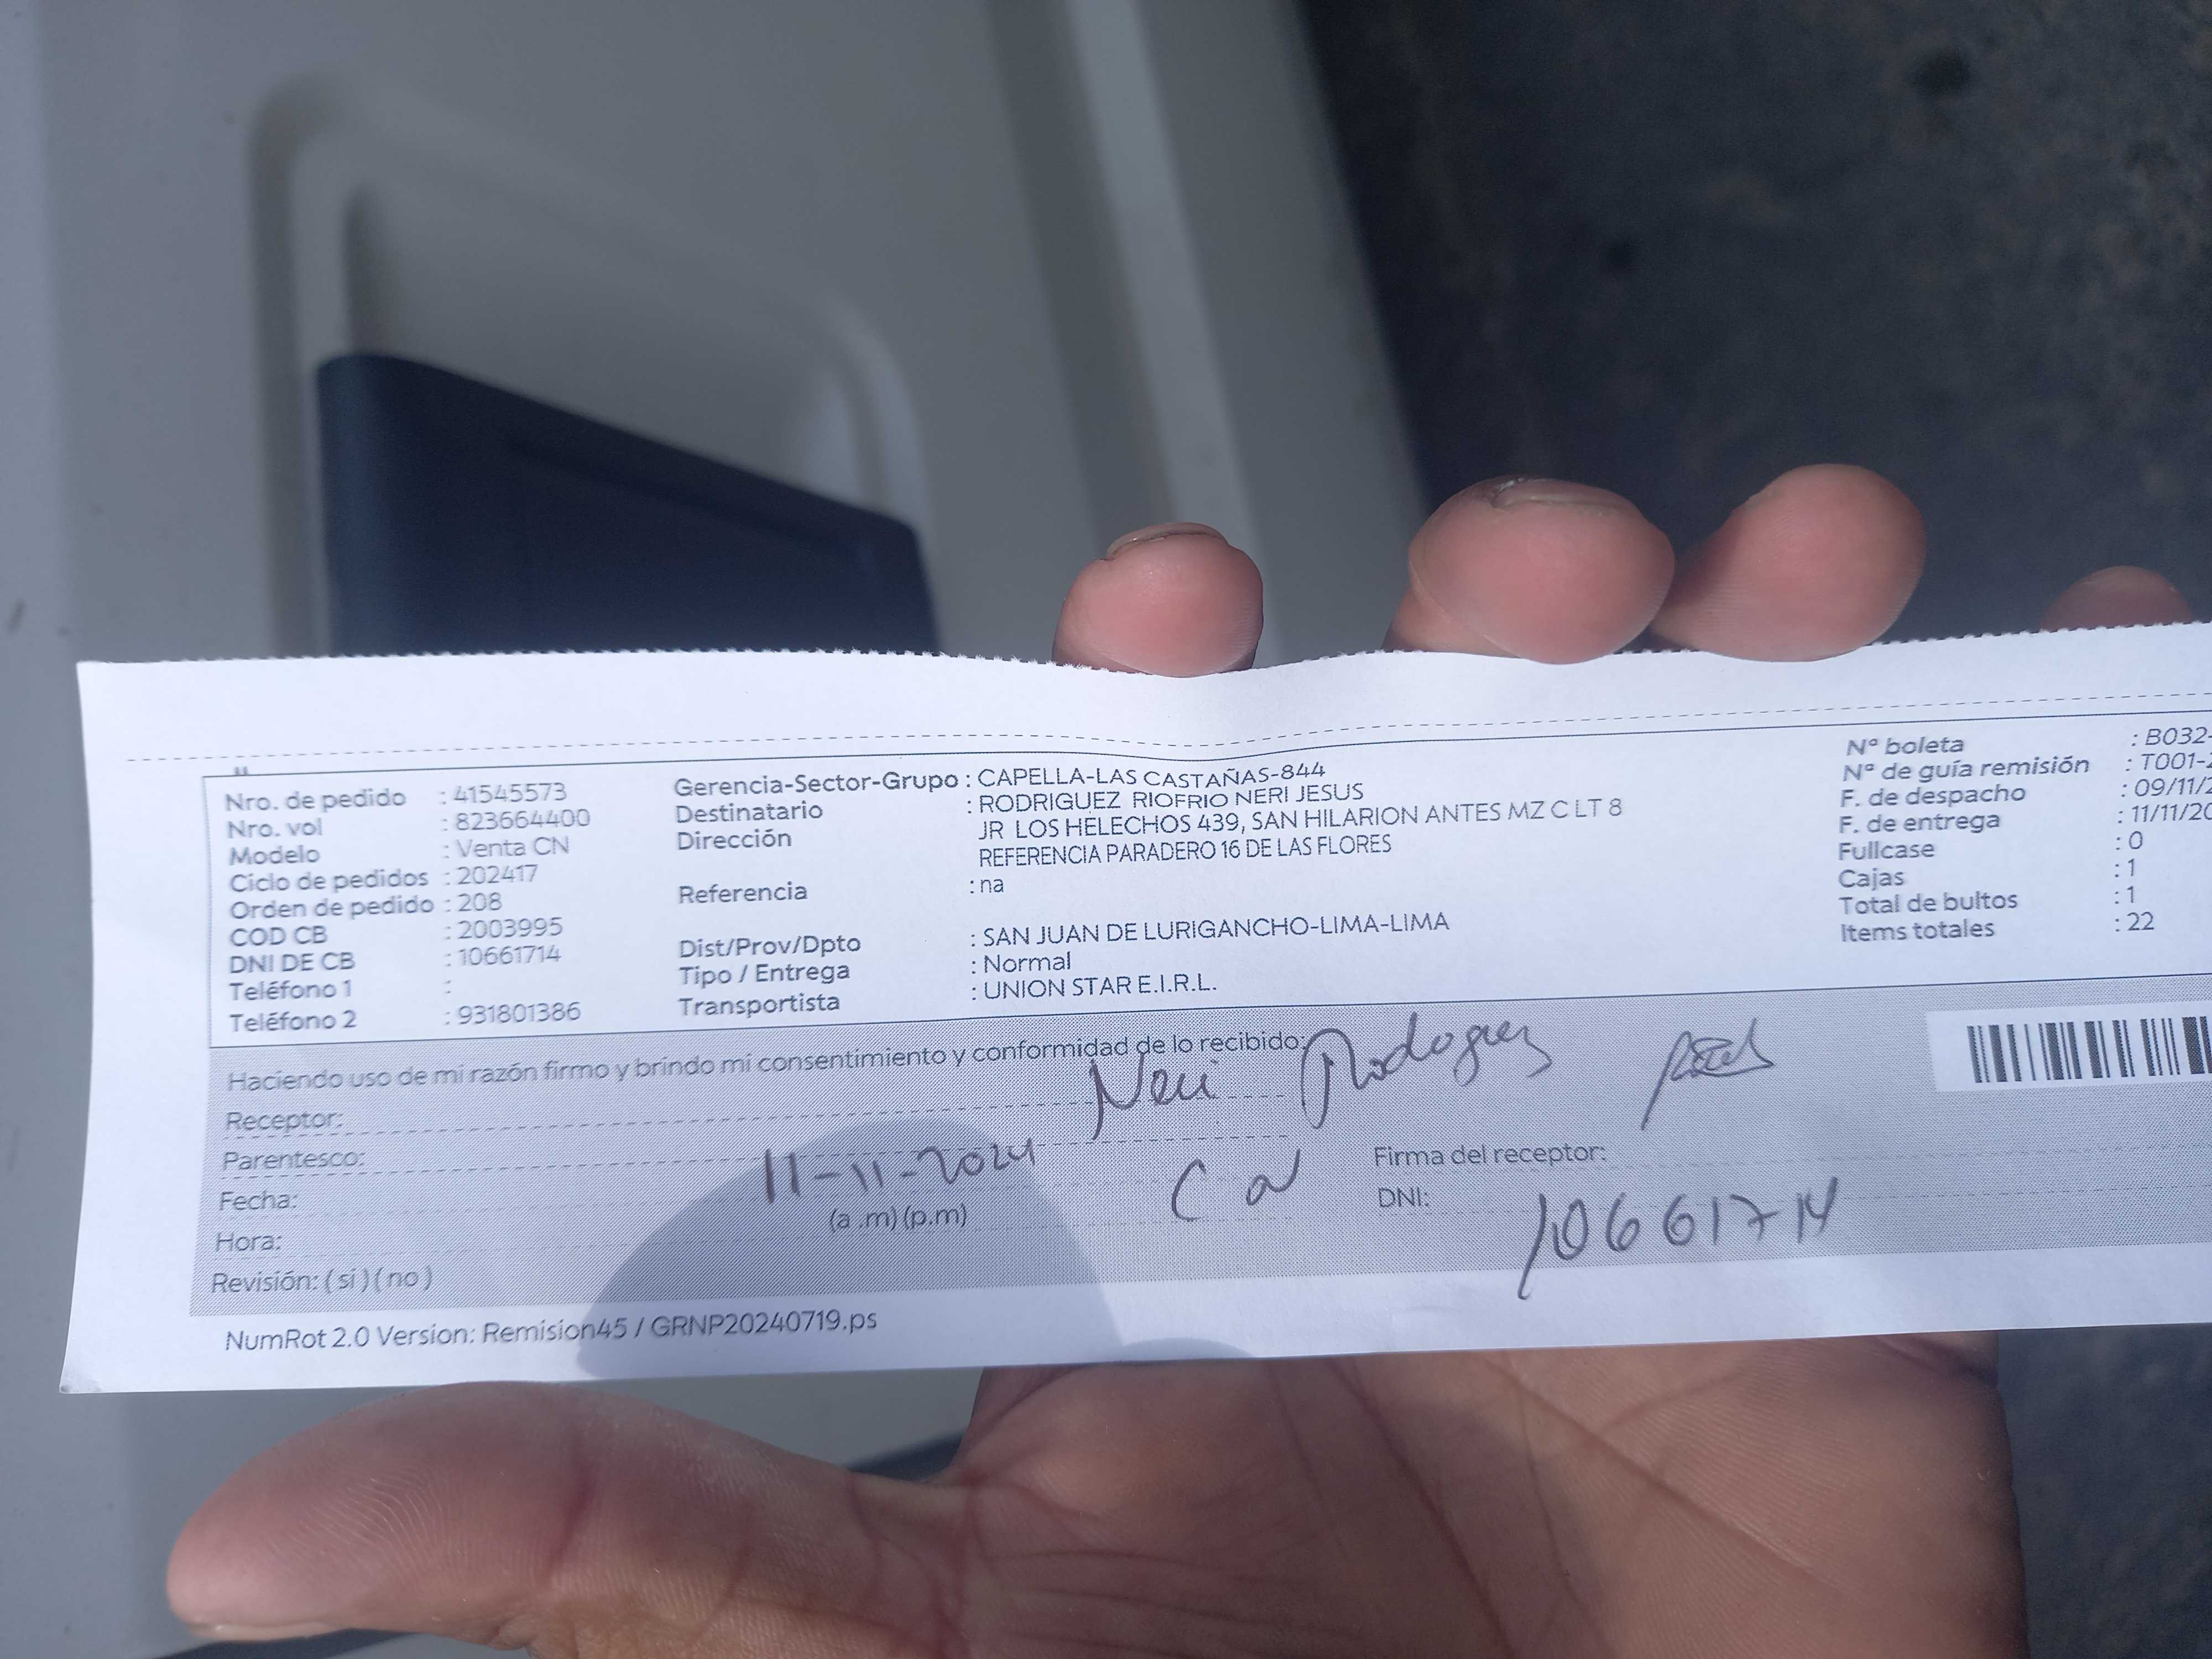 Nro. de pedido : 41545573
Nro. vol : 823664400
Modelo : Venta CN
Ciclo de pedidos : 202417
Orden de pedido : 208
COD CB : 2003995
DNI DE CB : 10661714
Teléfono 1 :
Teléfono 2 : 931801386
Gerencia-Sector-Grupo : CAPELLA-LAS CASTAÑAS-844
Destinatario : RODRIGUEZ RIOFRIO NERI JESUS
Dirección JR LOS HELECHOS 439, SAN HILARION ANTES MZ C LT 8
REFERENCIA PARADERO 16 DE LAS FLORES
Referencia : na
Dist/Prov/Dpto : SAN JUAN DE LURIGANCHO-LIMA-LIMA
Tipo / Entrega : Normal
Transportista : UNION STAR E.I.R.L.
Nº boleta : B032-
Nº de guía remisión : T001-2
F. de despacho : 09/11/2
F. de entrega : 11/11/20
Fullcase : 0
Cajas : 1
Total de bultos : 1
Items totales : 22
Haciendo uso de mi razón firmo y brindo mi consentimiento y conformidad de lo recibido:
Receptor: Neri Rodriguez
Parentesco:
Fecha: 11-11-2024
Hora: (a .m) (p.m)
Revisión: ( si ) ( no )
Firma del receptor:
DNI: 10661714
NumRot 2.0 Version: Remision45 / GRNP20240719.ps